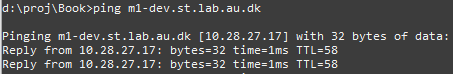 d:\proj\Book>ping m1-dev.st.lab.au.dk
Pinging m1-dev.st.lab.au.dk [10.28.27.17] with 32 bytes of data:
Reply from 10.28.27.17: bytes=32 time=1ms TTL=58
Reply from 10.28.27.17: bytes=32 time=1ms TTL=58